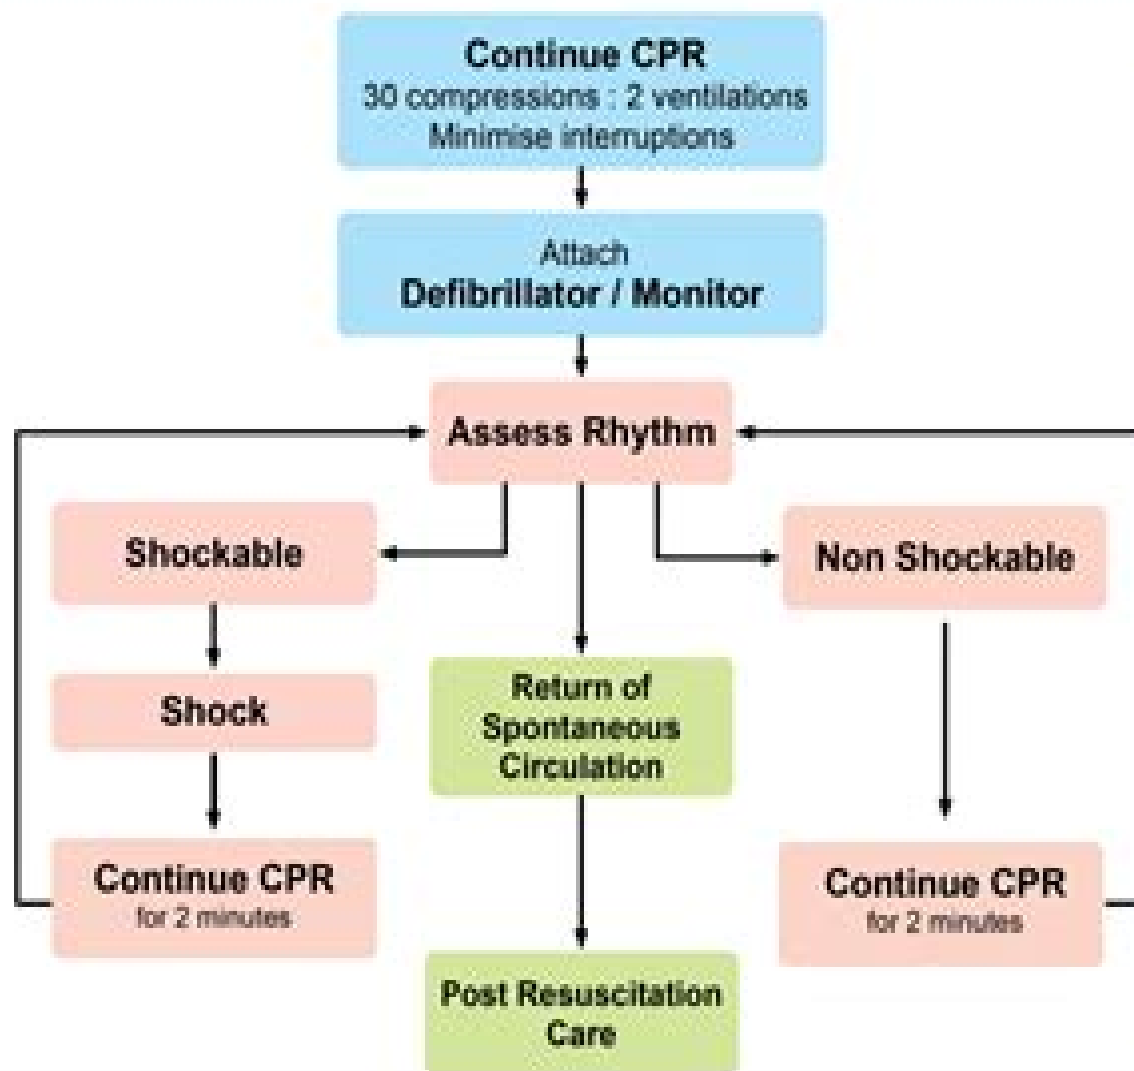 Continue CPR
30 compressions : 2 ventilations
Minimise interruptions
Attach
Defibrillator / Monitor
Assess Rhythm
Shockable
Non Shockable
Shock
Return of
Spontaneous
Circulation
Continue CPR
for 2 minutes
Continue CPR
for 2 minutes
Post Resuscitation
Care